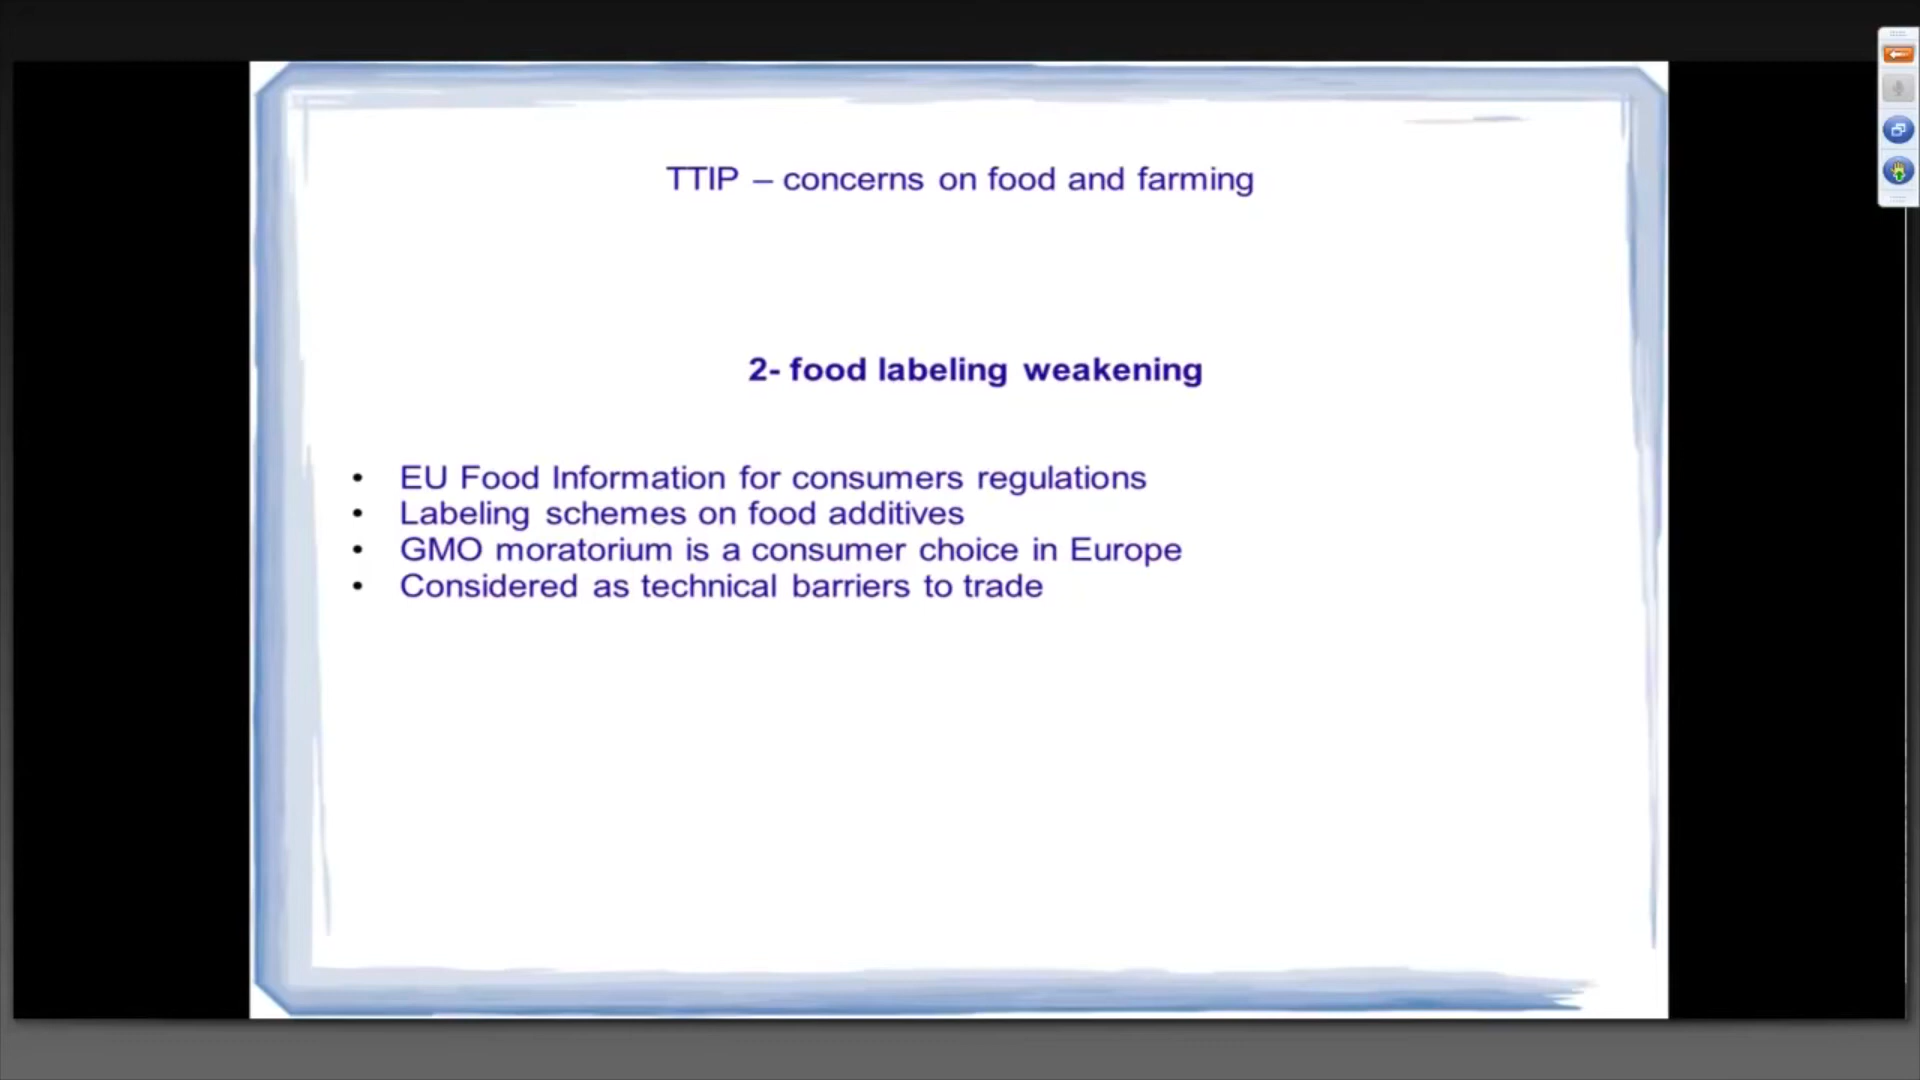 TTIP – concerns on food and farming
2- food labeling weakening
• EU Food Information for consumers regulations
• Labeling schemes on food additives
• GMO moratorium is a consumer choice in Europe
• Considered as technical barriers to trade